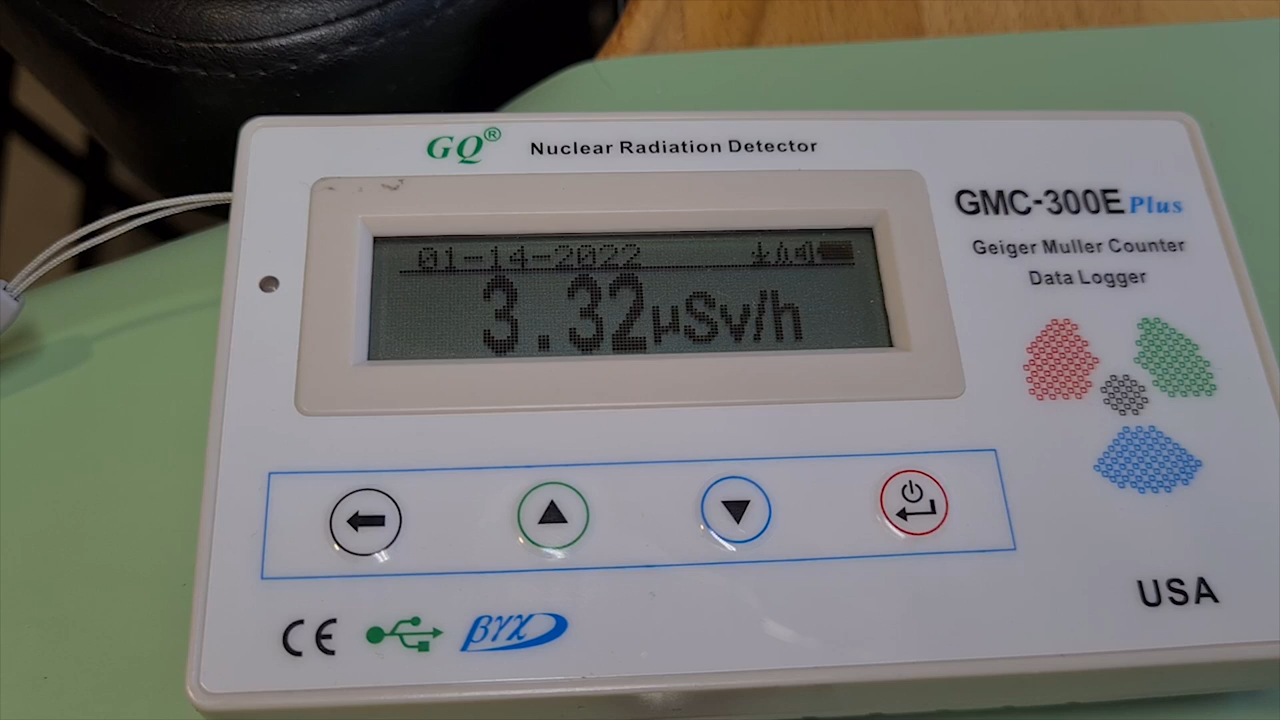 GQ® Nuclear Radiation Detector
GMC-300E Plus
Geiger Muller Counter
Data Logger
01-14-2022
3.32µSv/h
CE
βγχ
USA